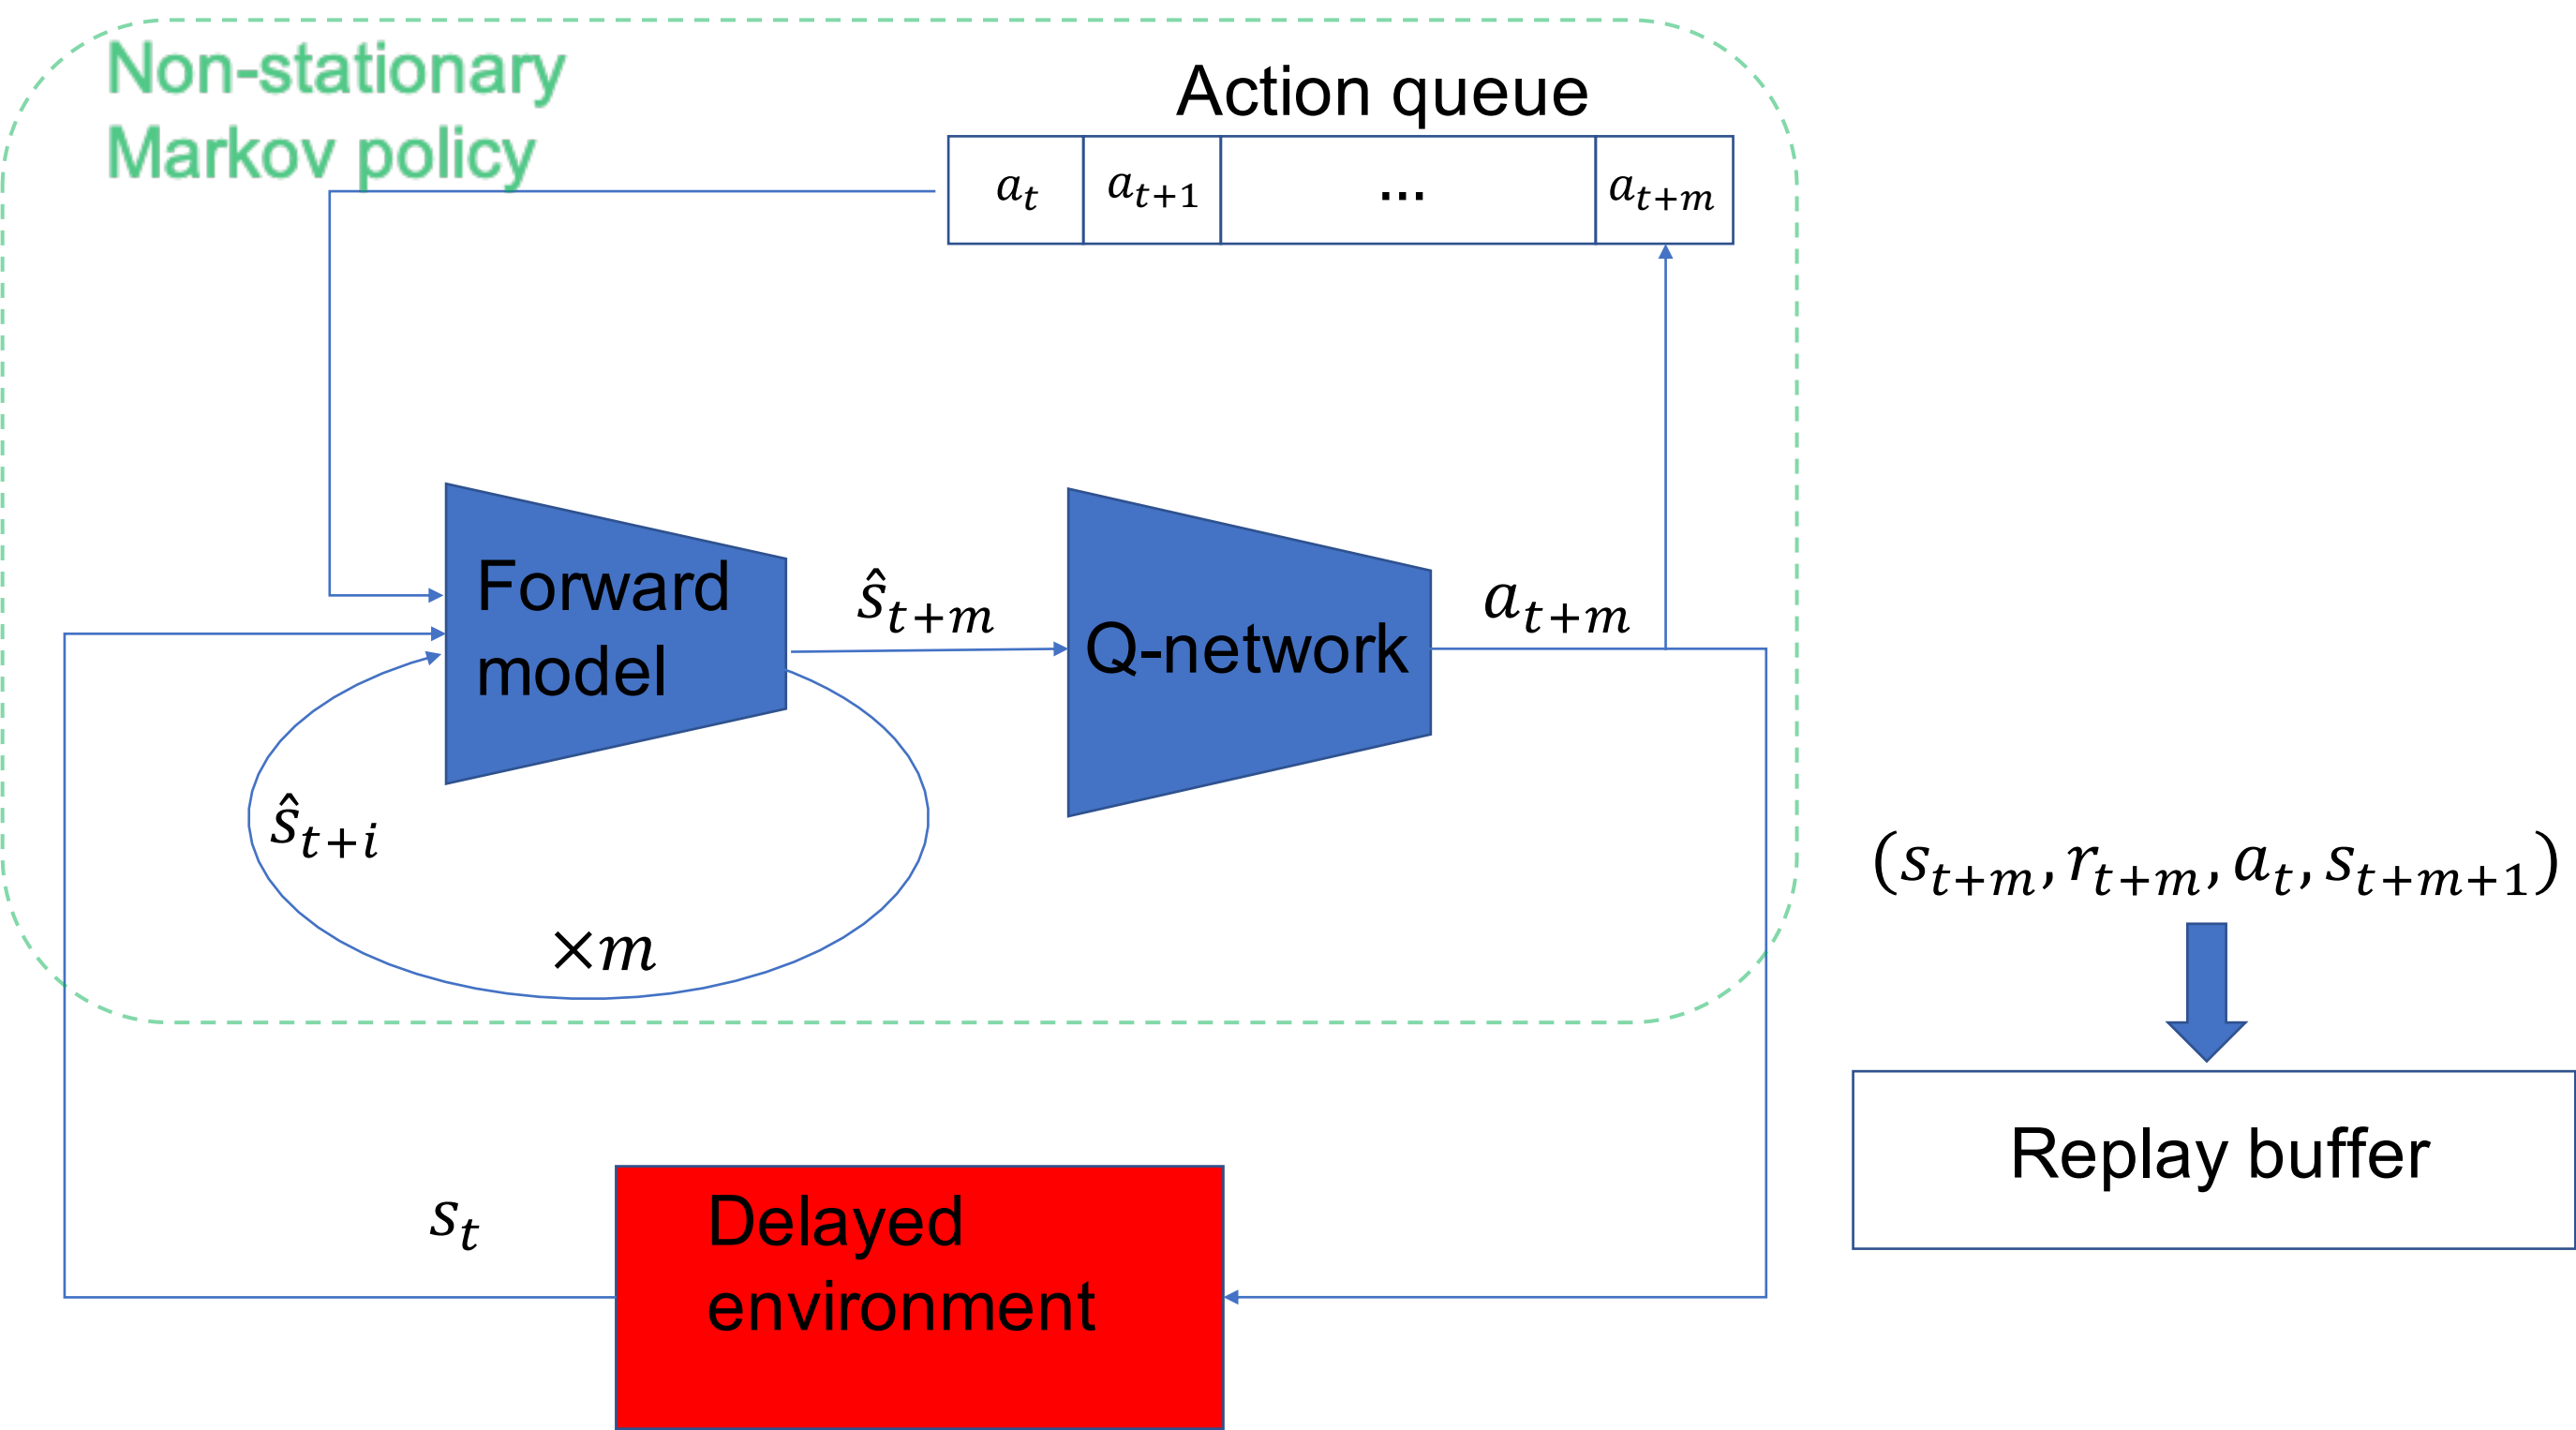 Non-stationary
Markov policy
Action queue
a_t a_{t+1} ... a_{t+m}
Forward
model
ŝ_{t+m}
Q-network
a_{t+m}
ŝ_{t+i}
×m
(s_{t+m}, r_{t+m}, a_t, s_{t+m+1})
Replay buffer
s_t
Delayed
environment